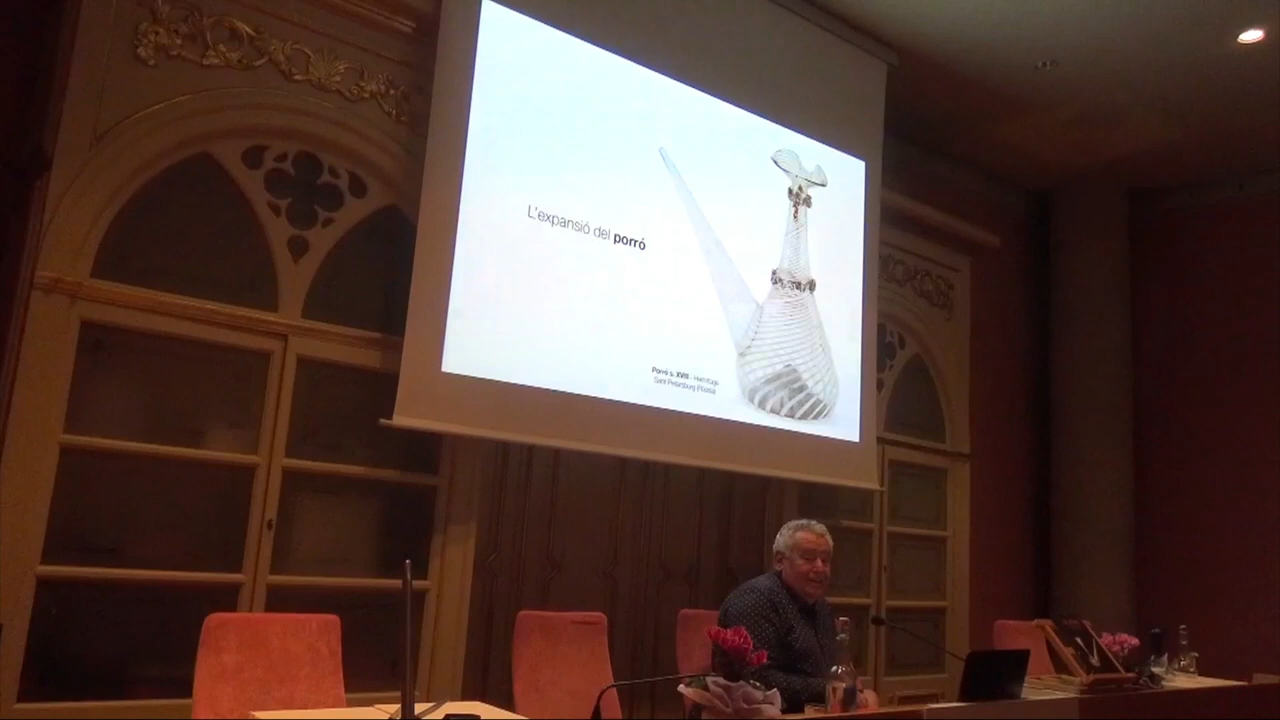 L'expansió del porró
Porró s. XVIII - Hermitage
Sant Petersburg (Rússia)